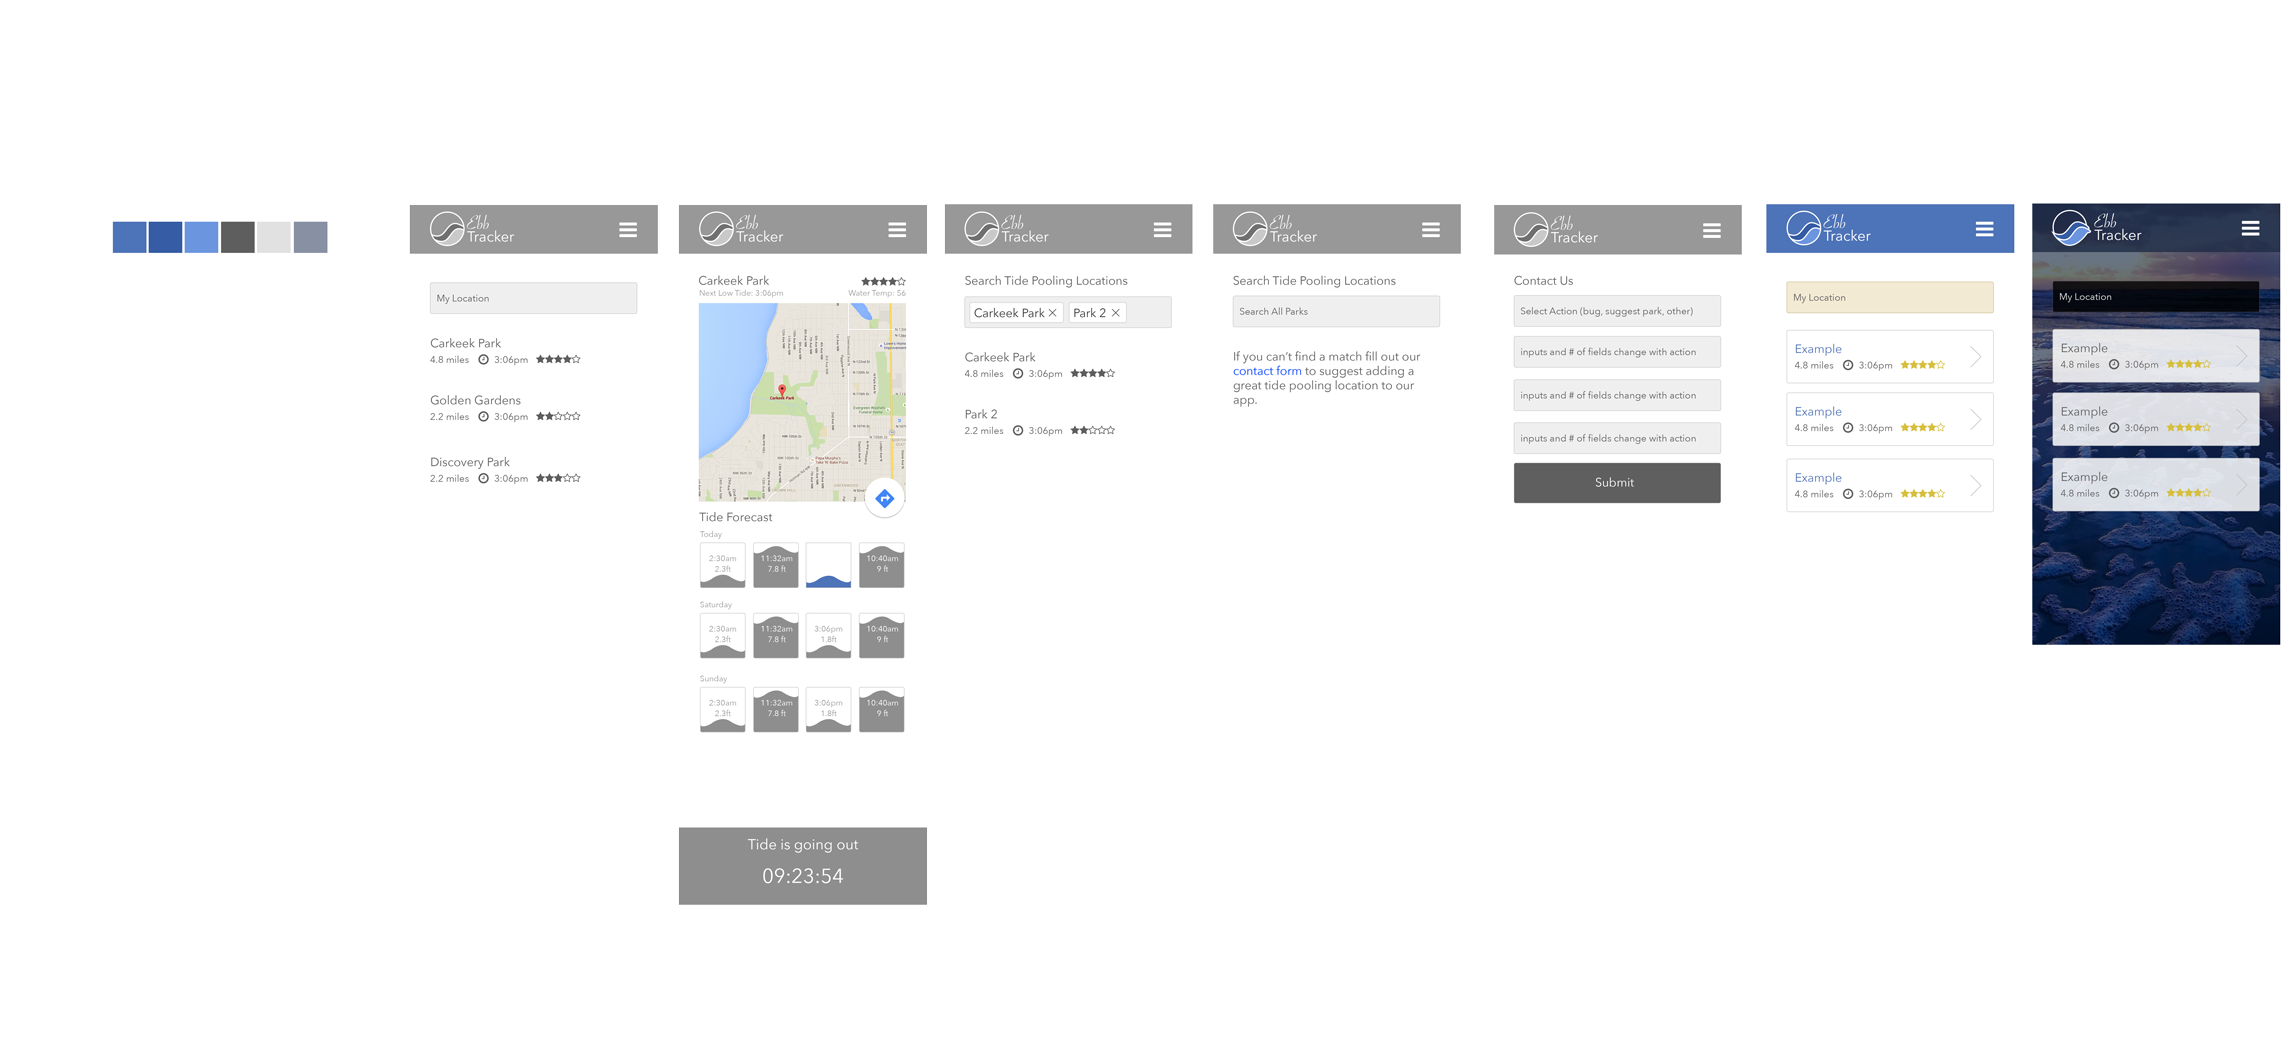 Ebb
Tracker
My Location
Carkeek Park
4.8 miles 3:06pm
Golden Gardens
2.2 miles 3:06pm
Discovery Park
2.2 miles 3:06pm
Ebb
Tracker
Carkeek Park
Next Low Tide: 3:06pm Water Temp: 56
Carkeek Park
Tide Forecast
Today
2:30am 11:32am 10:40am
2.3ft 7.8 ft 9 ft
Saturday
2:30am 11:32am 3:06pm 10:40am
2.3ft 7.8 ft 1.8ft 9 ft
Sunday
2:30am 11:32am 3:06pm 10:40am
2.3ft 7.8 ft 1.8ft 9 ft
Tide is going out
09:23:54
Ebb
Tracker
Search Tide Pooling Locations
Carkeek Park Park 2
Carkeek Park
4.8 miles 3:06pm
Park 2
2.2 miles 3:06pm
Ebb
Tracker
Search Tide Pooling Locations
Search All Parks
If you can't find a match fill out our
contact form to suggest adding a
great tide pooling location to our
app.
Ebb
Tracker
Contact Us
Select Action (bug, suggest park, other)
inputs and # of fields change with action
inputs and # of fields change with action
inputs and # of fields change with action
Submit
Ebb
Tracker
My Location
Example
4.8 miles 3:06pm
Example
4.8 miles 3:06pm
Example
4.8 miles 3:06pm
Ebb
Tracker
My Location
Example
4.8 miles 3:06pm
Example
4.8 miles 3:06pm
Example
4.8 miles 3:06pm